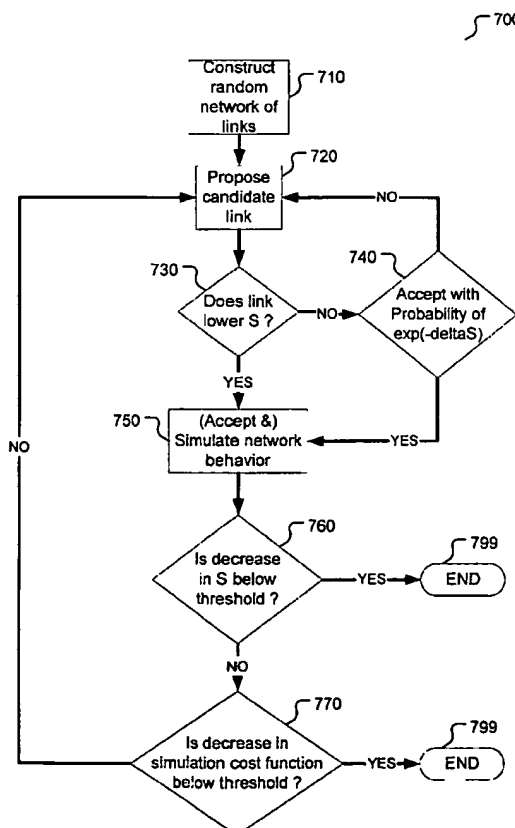 700
Construct
random
network of
links
710
720
Propose
candidate
link
NO
730
Does link
lower S ?
NO
740
Accept with
Probability of
exp(-deltaS)
YES
YES
750
(Accept &)
Simulate network
behavior
NO
760
Is decrease
in S below
threshold ?
YES
799
END
NO
770
Is decrease in
simulation cost function
below threshold ?
YES
799
END